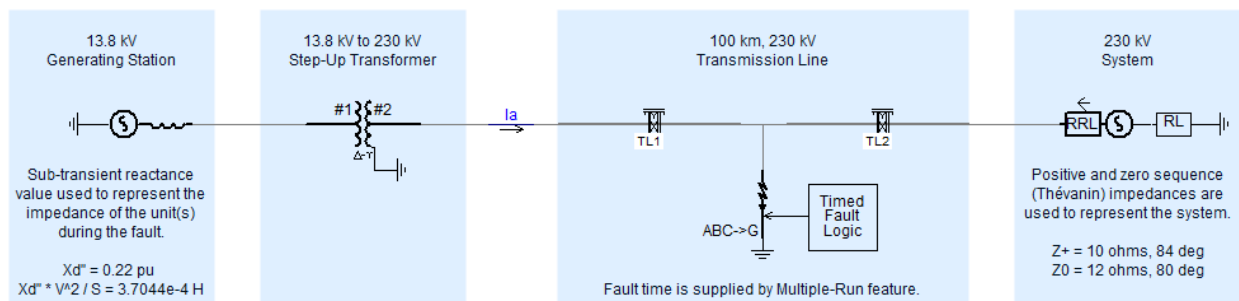 13.8 kV
Generating Station
13.8 kV to 230 kV
Step-Up Transformer
100 km, 230 kV
Transmission Line
230 kV
System
#1
#2
Δ-Y
Ia
TL1
TL2
RRL
RL
Sub-transient reactance
value used to represent the
impedance of the unit(s)
during the fault.
Xd" = 0.22 pu
Xd" * V^2 / S = 3.7044e-4 H
ABC->G
Timed
Fault
Logic
Fault time is supplied by Multiple-Run feature.
Positive and zero sequence
(Thévanin) impedances are
used to represent the system.
Z+ = 10 ohms, 84 deg
Z0 = 12 ohms, 80 deg